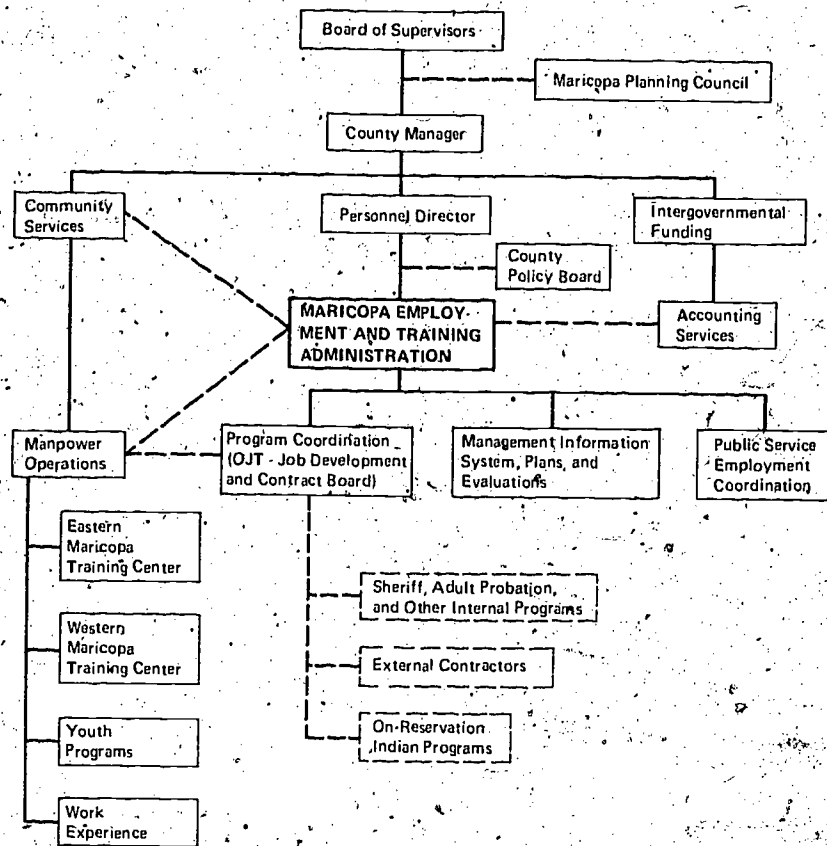 Board of Supervisors
Maricopa Planning Council
County Manager
Community
Services
Personnel Director
Intergovernmental
Funding
County
Policy Board
MARICOPA EMPLOY-
MENT AND TRAINING
ADMINISTRATION
Accounting
Services
Manpower
Operations
Program Coordination
(OJT - Job Development
and Contract Board)
Management Information
System, Plans, and
Evaluations
Public Service
Employment
Coordination
Eastern
Maricopa
Training Center
Sheriff, Adult Probation,
and Other Internal Programs
Western
Maricopa
Training Center
External Contractors
Youth
Programs
On-Reservation
Indian Programs
Work
Experience